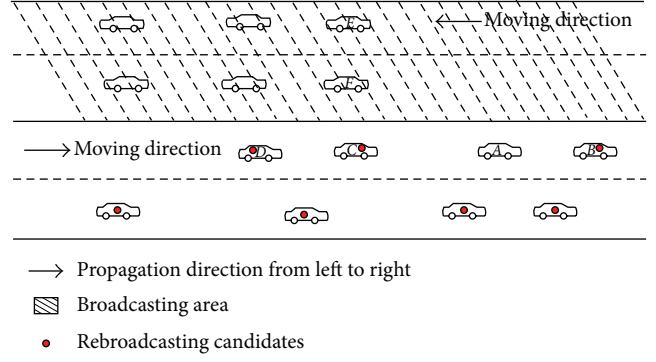 Moving direction
Moving direction
D
C
A
B
Propagation direction from left to right
Broadcasting area
Rebroadcasting candidates